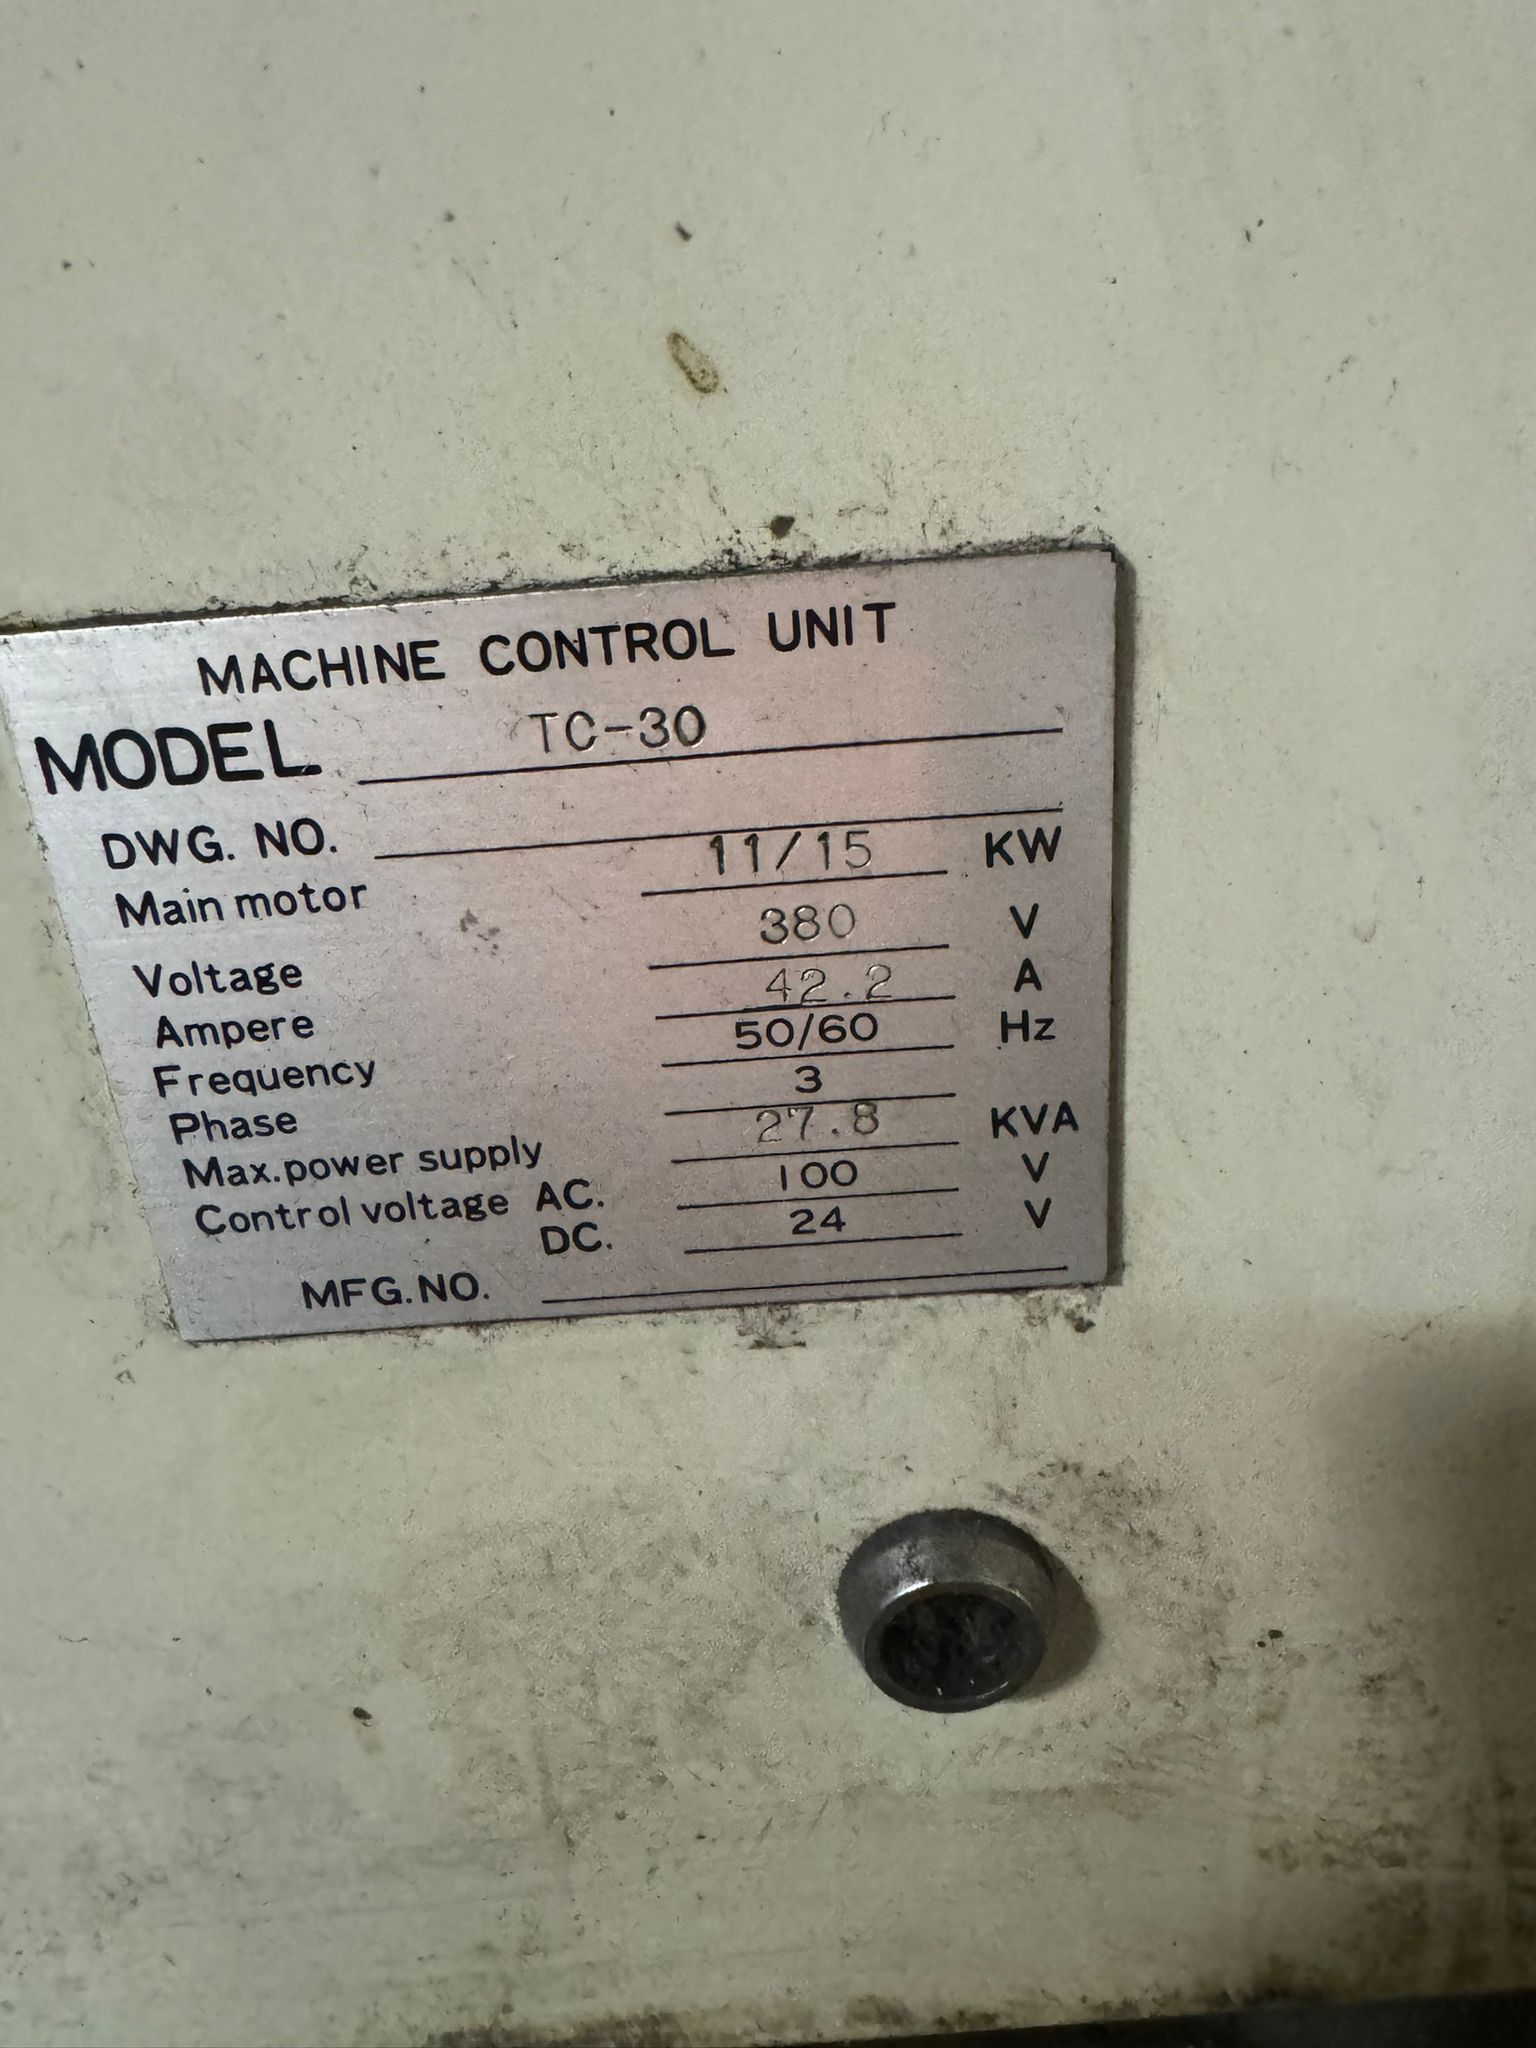 MACHINE CONTROL UNIT
MODEL TC-30
DWG. NO.
Main motor 11/15 KW
Voltage 380 V
Ampere 42.2 A
Frequency 50/60 Hz
Phase 3
Max. power supply 27.8 KVA
Control voltage AC. 100 V
DC. 24 V
MFG. NO.